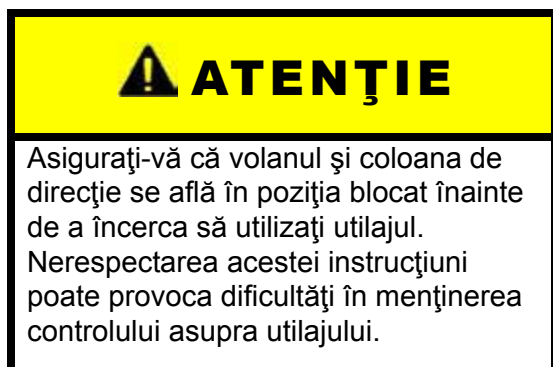 ATENŢIE
Asiguraţi-vă că volanul şi coloana de
direcţie se află în poziţia blocat înainte
de a încerca să utilizaţi utilajul.
Nerespectarea acestei instrucţiuni
poate provoca dificultăţi în menţinerea
controlului asupra utilajului.